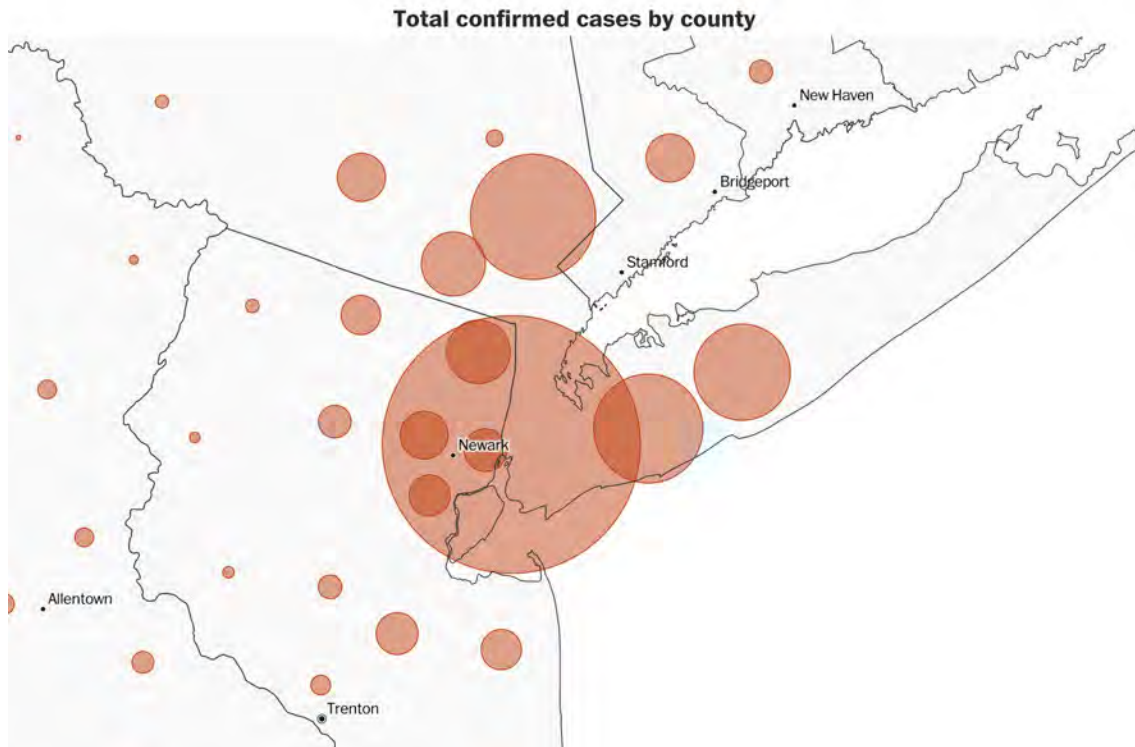 Total confirmed cases by county
New Haven
Bridgeport
Stamford
Newark
Allentown
Trenton